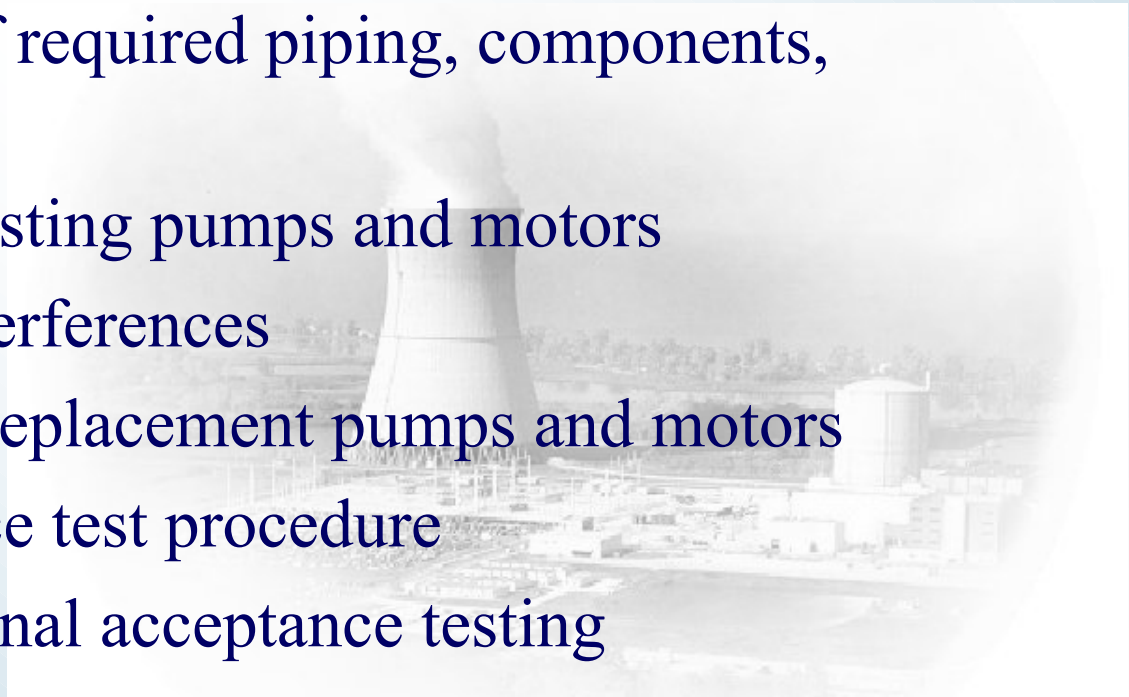 required piping, components,
sting pumps and motors
erferences
eplacement pumps and motors
e test procedure
nal acceptance testing